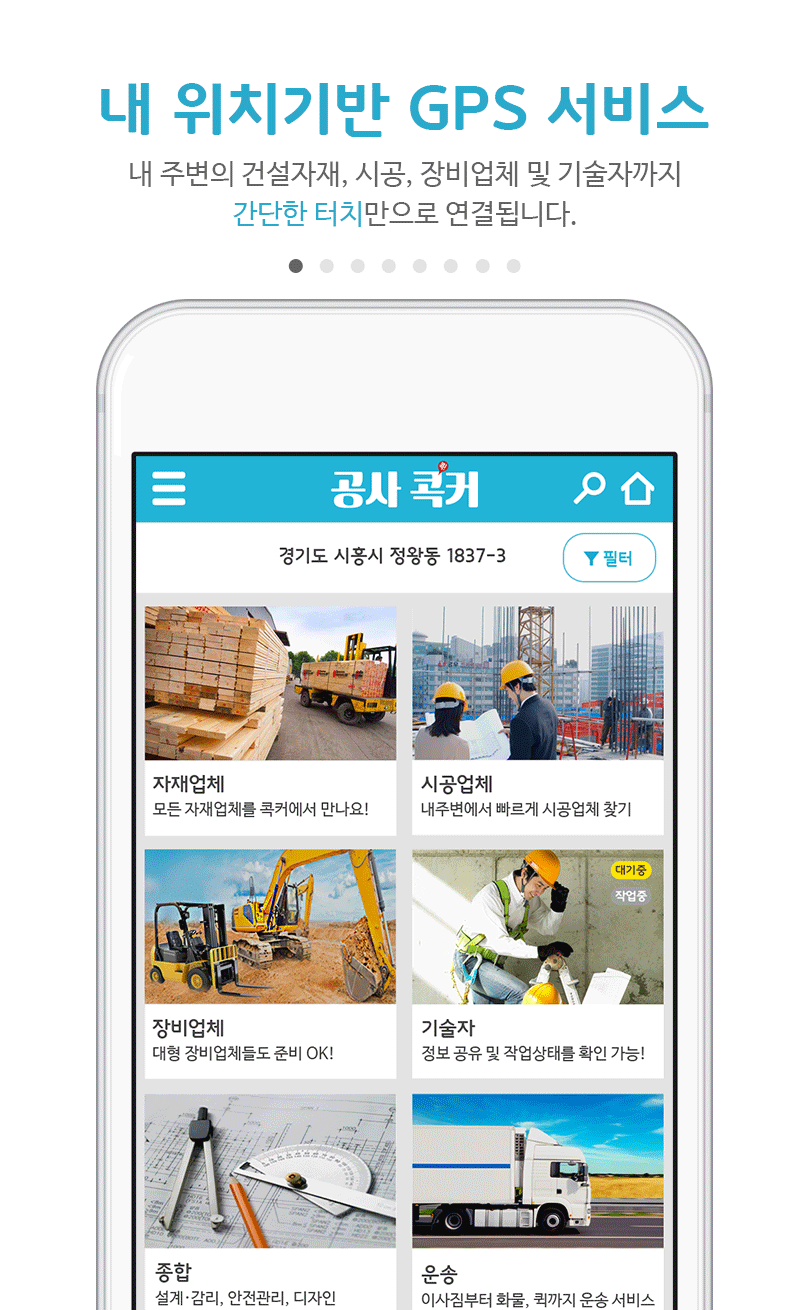 내 위치기반 GPS 서비스
내 주변의 건설자재, 시공, 장비업체 및 기술자까지
간단한 터치만으로 연결됩니다.
공사 콕커
경기도 시흥시 정왕동 1837-3
필터
자재업체
모든 자재업체를 콕커에서 만나요!
시공업체
내주변에서 빠르게 시공업체 찾기
장비업체
대형 장비업체들도 준비 OK!
대기중
작업중
기술자
정보 공유 및 작업상태를 확인 가능!
종합
설계·감리, 안전관리, 디자인
운송
이사짐부터 화물, 퀵까지 운송 서비스